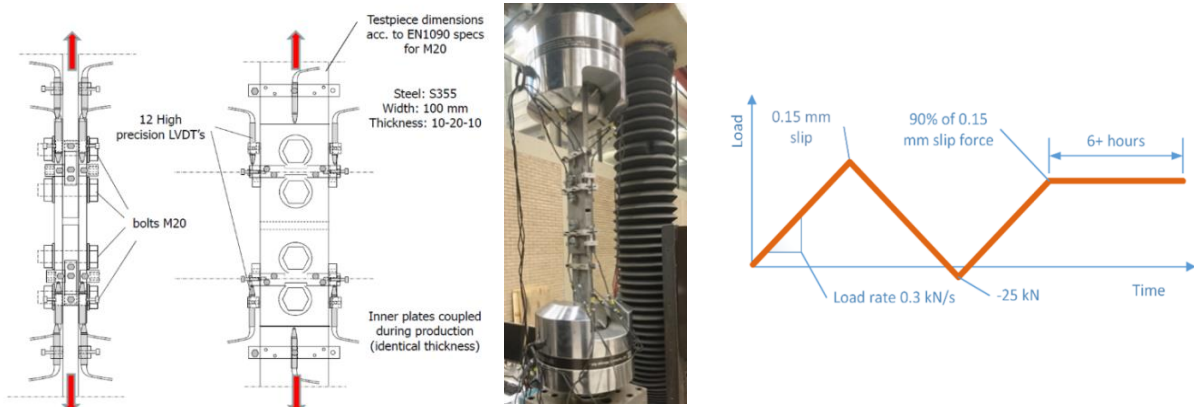 Testpiece dimensions
acc. to EN1090 specs
for M20
Steel: S355
Width: 100 mm
Thickness: 10-20-10
12 High
precision LVDT's
bolts M20
Inner plates coupled
during production
(identical thickness)
Load
0.15 mm
slip
90% of 0.15
mm slip force
6+ hours
Load rate 0.3 kN/s
-25 kN
Time